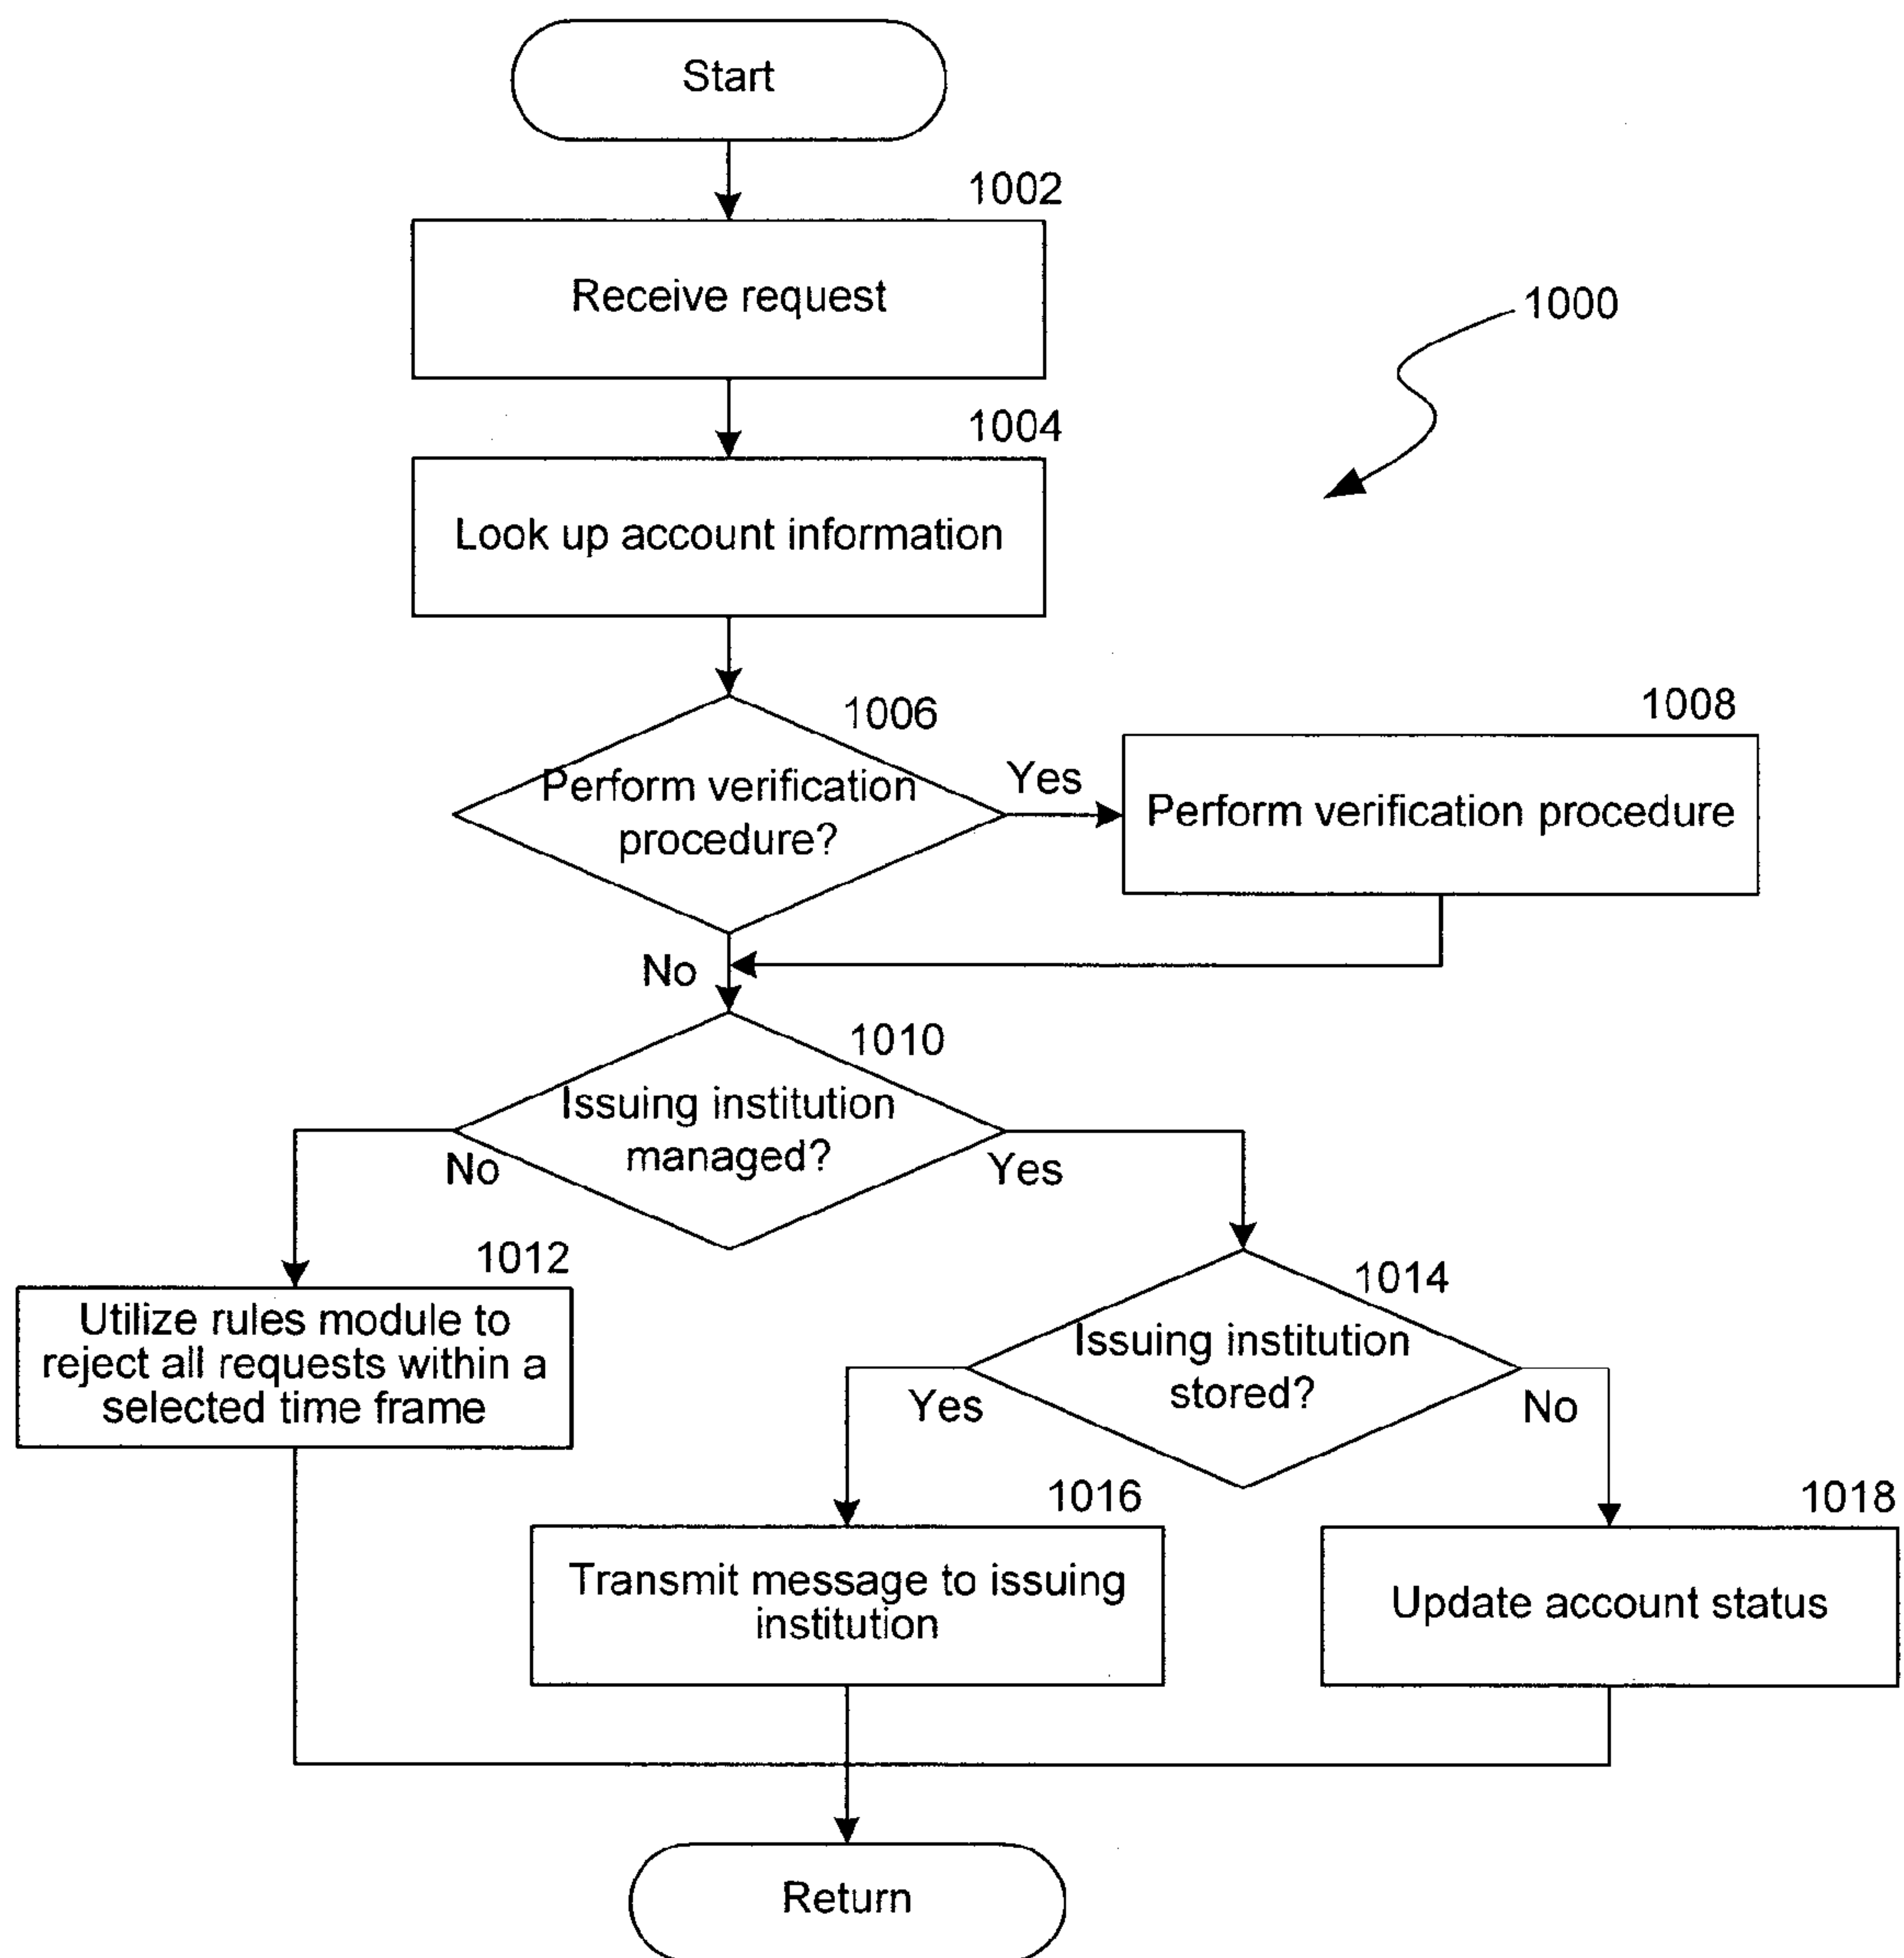 Start
1002
Receive request
1000
1004
Look up account information
1006
Perform verification
procedure?
Yes
1008
Perform verification procedure
No
1010
Issuing institution
managed?
No
Yes
1012
Utilize rules module to
reject all requests within a
selected time frame
1014
Issuing institution
stored?
Yes
No
1016
Transmit message to issuing
institution
1018
Update account status
Return